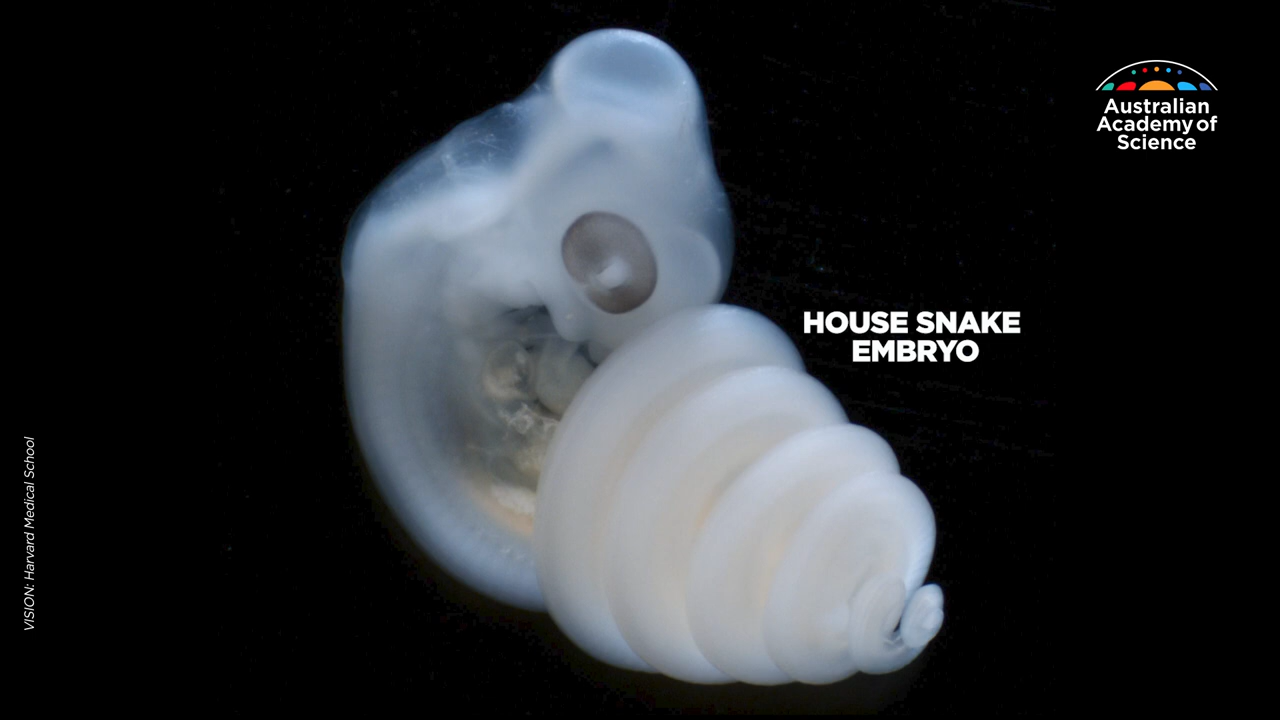 Australian
Academy of
Science
HOUSE SNAKE
EMBRYO
VISION: Harvard Medical School